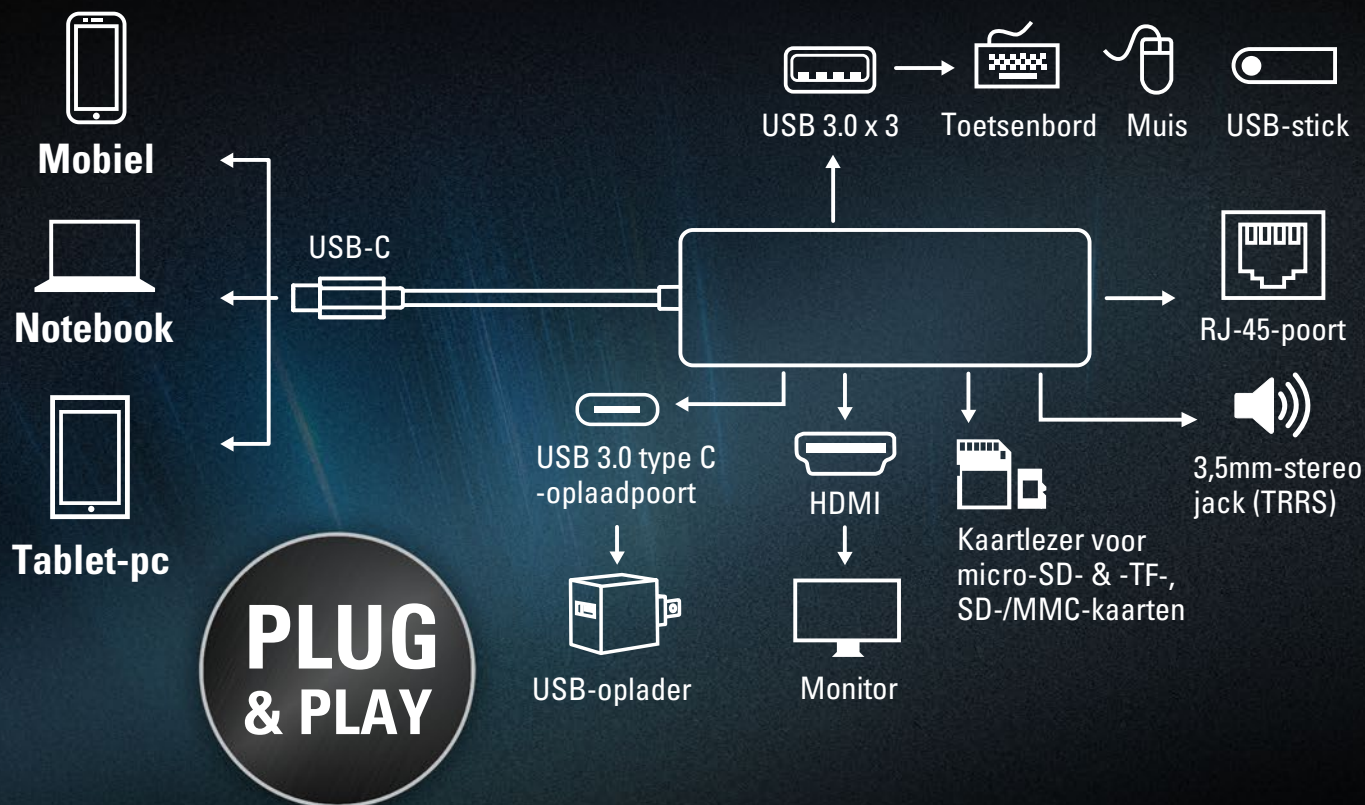 Mobiel
Notebook
Tablet-pc
USB-C
USB 3.0 x 3
Toetsenbord
Muis
USB-stick
RJ-45-poort
3,5mm-stereo
jack (TRRS)
USB 3.0 type C
-oplaadpoort
USB-oplader
HDMI
Monitor
Kaartlezer voor
micro-SD- & -TF-,
SD-/MMC-kaarten
PLUG
& PLAY